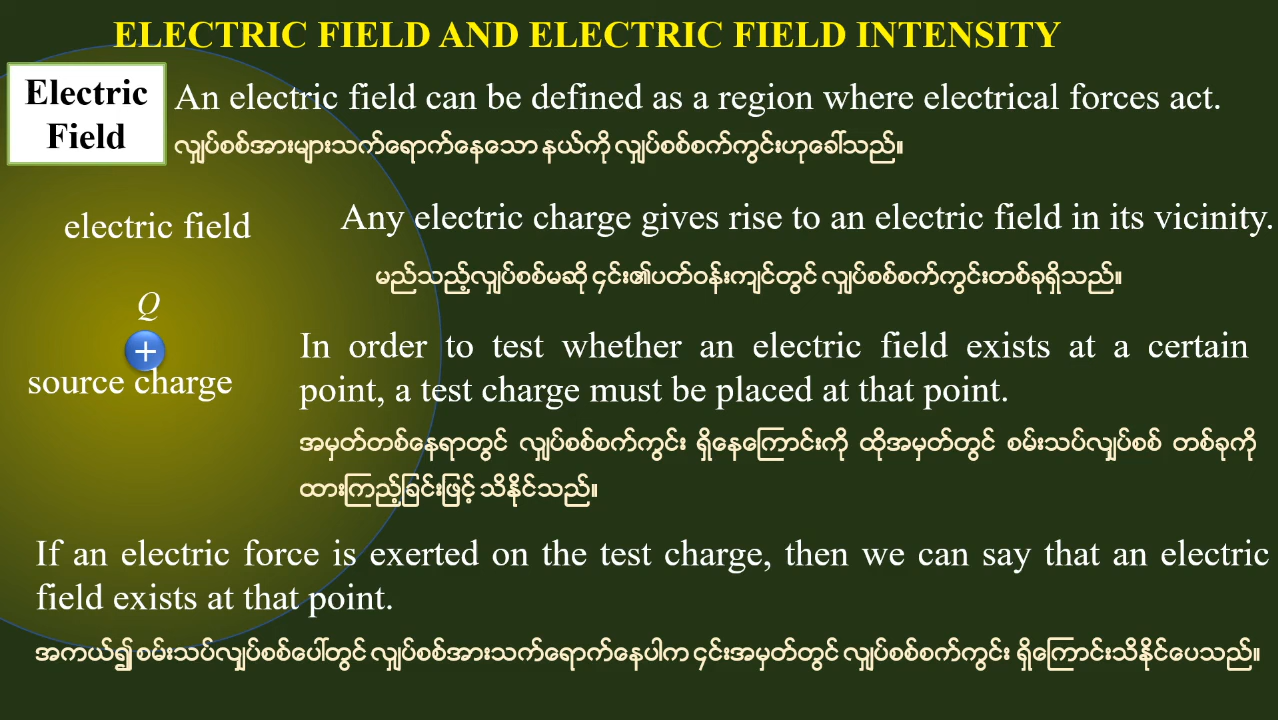 ELECTRIC FIELD AND ELECTRIC FIELD INTENSITY
Electric
Field
An electric field can be defined as a region where electrical forces act.
လျှပ်စစ်အားများသက်ရောက်နေသော နယ်ကို လျှပ်စစ်စက်ကွင်းဟုခေါ်သည်။
electric field
Any electric charge gives rise to an electric field in its vicinity.
မည်သည့်လျှပ်စစ်မဆို ၎င်း၏ပတ်ဝန်းကျင်တွင် လျှပ်စစ်စက်ကွင်းတစ်ခုရှိသည်။
Q
+
source charge
In order to test whether an electric field exists at a certain
point, a test charge must be placed at that point.
အမှတ်တစ်နေရာတွင် လျှပ်စစ်စက်ကွင်း ရှိနေကြောင်းကို ထိုအမှတ်တွင် စမ်းသပ်လျှပ်စစ် တစ်ခုကို
ထားကြည့်ခြင်းဖြင့် သိနိုင်သည်။
If an electric force is exerted on the test charge, then we can say that an electric
field exists at that point.
အကယ်၍စမ်းသပ်လျှပ်စစ်ပေါ်တွင် လျှပ်စစ်အားသက်ရောက်နေပါက ၎င်းအမှတ်တွင် လျှပ်စစ်စက်ကွင်း ရှိကြောင်းသိနိုင်ပေသည်။